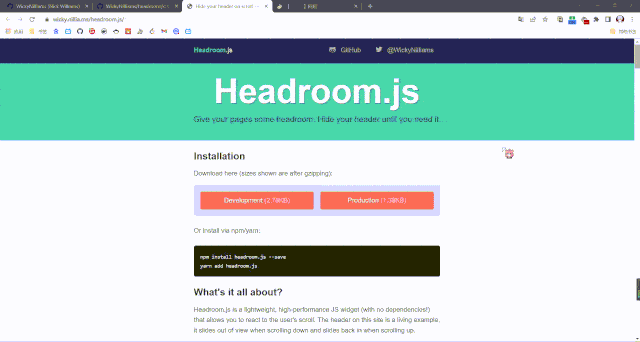 WickyNilliams (Nick Williams)
WickyNilliams/headroom.js:
Hide your header until
wicky.nillia.ms/headroom.js/
Headroom.js
GitHub
@WickyNilliams
Headroom.js
Give your pages some headroom. Hide your header until you need it.
Installation
Download here (sizes shown are after gzipping):
Development
Production
Or install via npm/yarn:
npm install headroom.js --save
yarn add headroom.js
What's it all about?
Headroom.js is a lightweight, high-performance JS widget (with no dependencies!)
that allows you to react to the user's scroll. The header on this site is a living example,
it slides out of view when scrolling down and slides back in when scrolling up.